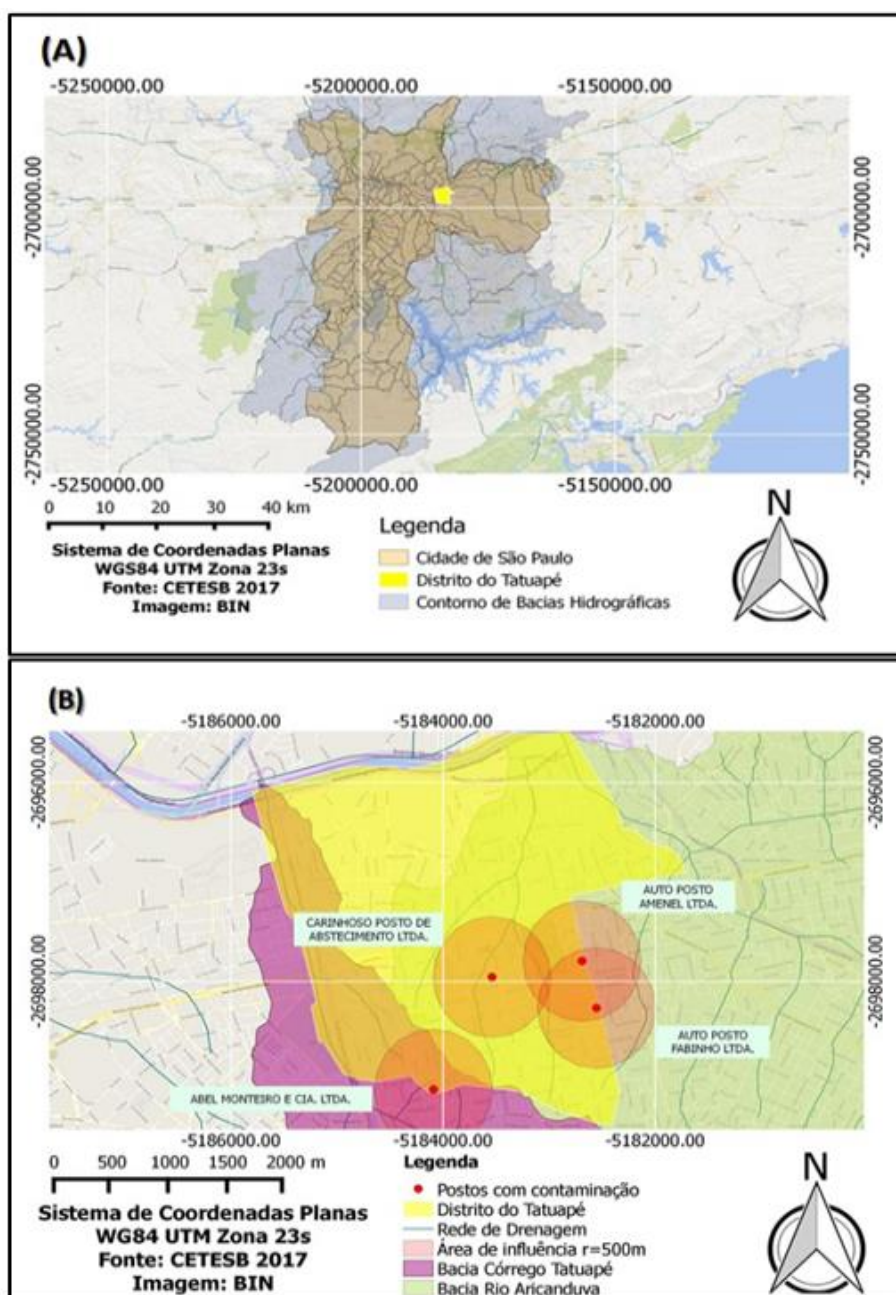 (A)
-5250000.00 -5200000.00 -5150000.00
-2700000.00 -2700000.00
-2750000.00 -2750000.00
-5250000.00 -5200000.00 -5150000.00
0 10 20 30 40 km
Sistema de Coordenadas Planas
WGS84 UTM Zona 23s
Fonte: CETESB 2017
Imagem: BIN
Legenda
Cidade de São Paulo
Distrito do Tatuapé
Contorno de Bacias Hidrográficas
N
(B)
-5186000.00 -5184000.00 -5182000.00
-2696000.00 -2696000.00
AUTO POSTO
AMENEL LTDA.
CARINHOSO POSTO DE
ABSTECIMENTO LTDA.
-2698000.00 -2698000.00
AUTO POSTO
FABINHO LTDA.
ABEL MONTEIRO E CIA. LTDA.
-5186000.00 -5184000.00 -5182000.00
0 500 1000 1500 2000 m
Sistema de Coordenadas Planas
WG84 UTM Zona 23s
Fonte: CETESB 2017
Imagem: BIN
Legenda
Postos com contaminação
Distrito do Tatuapé
Rede de Drenagem
Área de influência r=500m
Bacia Córrego Tatuapé
Bacia Rio Aricanduva
N